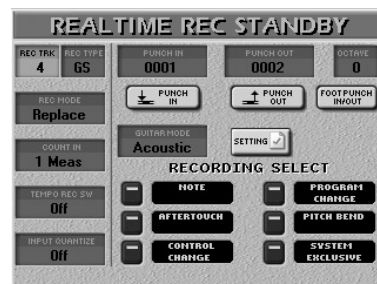 REALTIME REC STANDBY
REC TRK
4
REC TYPE
GS
PUNCH IN
0001
PUNCH OUT
0002
OCTAVE
0
PUNCH
IN
PUNCH
OUT
FOOT PUNCH
IN/OUT
REC MODE
Replace
GUITAR MODE
Acoustic
SETTING
COUNT IN
1 Meas
RECORDING SELECT
NOTE
PROGRAM
CHANGE
TEMPO REC SW
Off
AFTERTOUCH
PITCH BEND
INPUT QUANTIZE
Off
CONTROL
CHANGE
SYSTEM
EXCLUSIVE